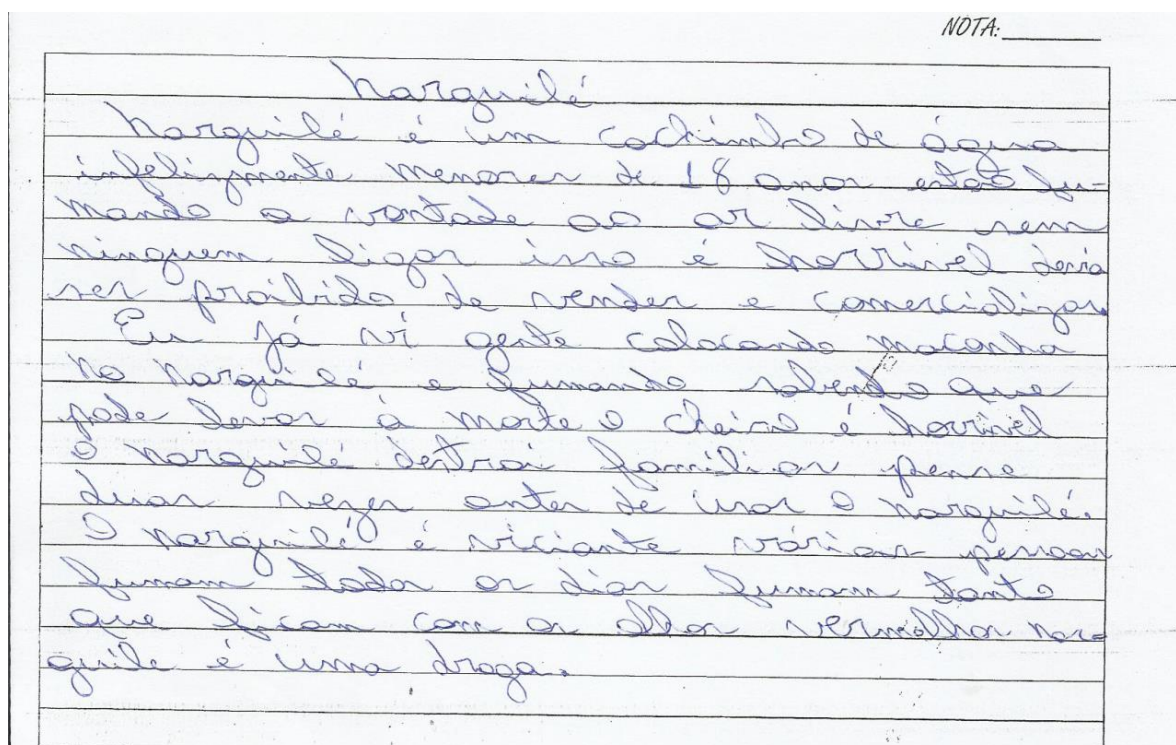 NOTA:
Narguilé
Narguilé é um cachimbo de água
infelizmente menores de 18 anos estão fu-
mando a vontade ao ar livre sem
ninguem ligar isso é horrivel devia
ser proibido de vender e comercializar.
Eu já vi gente colocando maconha
no narguilé e fumando sabendo que
pode levar à morte o cheiro é horrivel
O narguilé destroi familias pense
duas vezes antes de usar o narguilé.
O narguilé é viciante várias pessoas
fumam todos os dias fumam tanto
que ficam com os olhos vermelhos nar-
guile é uma droga.